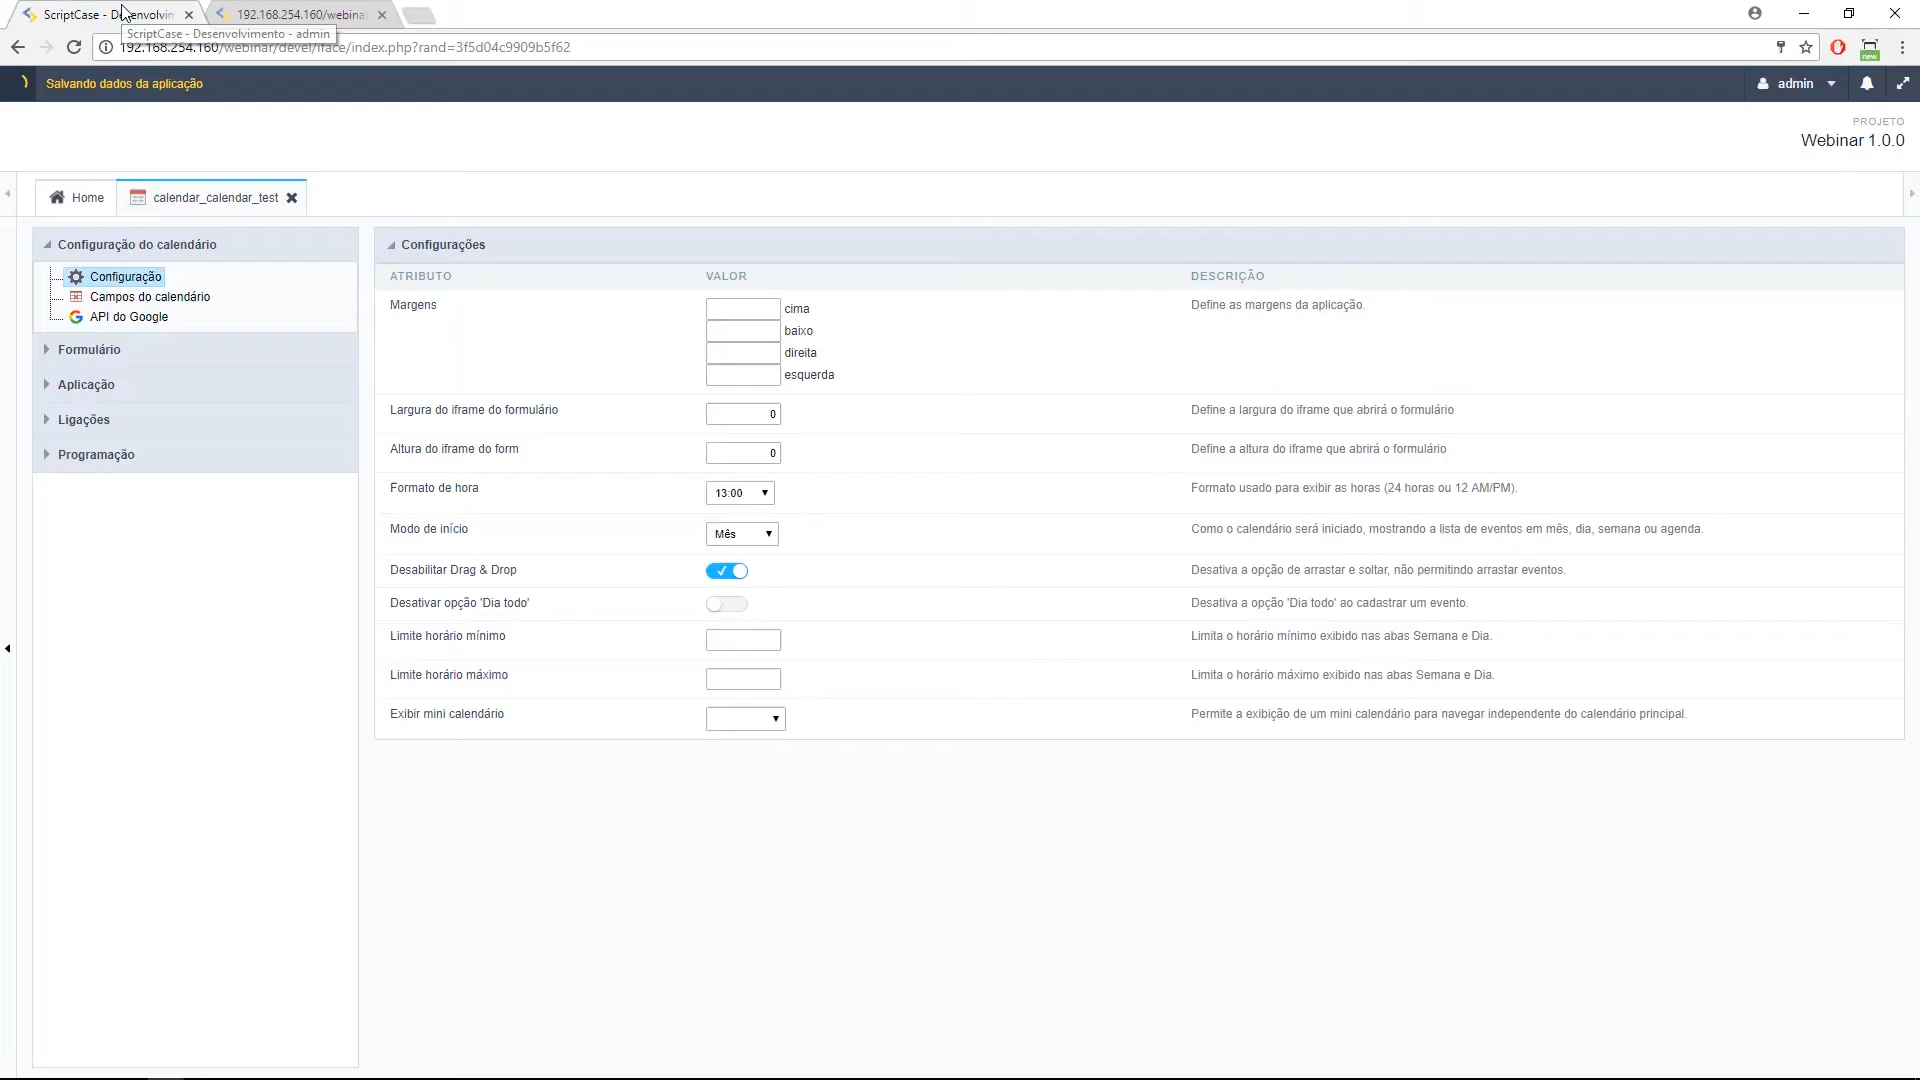 ScriptCase - Desenvolvim
192.168.254.160/webina
ScriptCase - Desenvolvimento - admin
192.168.254.160/webinar/devel/iface/index.php?rand=3f5d04c9909b5f62
new
Salvando dados da aplicação
admin
PROJETO
Webinar 1.0.0
Home
calendar_calendar_test
Configuração do calendário
Configuração
Campos do calendário
API do Google
Formulário
Aplicação
Ligações
Programação
Configurações
ATRIBUTO VALOR DESCRIÇÃO
Margens cima Define as margens da aplicação.
baixo
direita
esquerda
Largura do iframe do formulário 0 Define a largura do iframe que abrirá o formulário
Altura do iframe do form 0 Define a altura do iframe que abrirá o formulário
Formato de hora 13:00 Formato usado para exibir as horas (24 horas ou 12 AM/PM).
Modo de início Mês Como o calendário será iniciado, mostrando a lista de eventos em mês, dia, semana ou agenda.
Desabilitar Drag & Drop Desativa a opção de arrastar e soltar, não permitindo arrastar eventos.
Desativar opção 'Dia todo' Desativa a opção 'Dia todo' ao cadastrar um evento.
Limite horário mínimo Limita o horário mínimo exibido nas abas Semana e Dia.
Limite horário máximo Limita o horário máximo exibido nas abas Semana e Dia.
Exibir mini calendário Permite a exibição de um mini calendário para navegar independente do calendário principal.